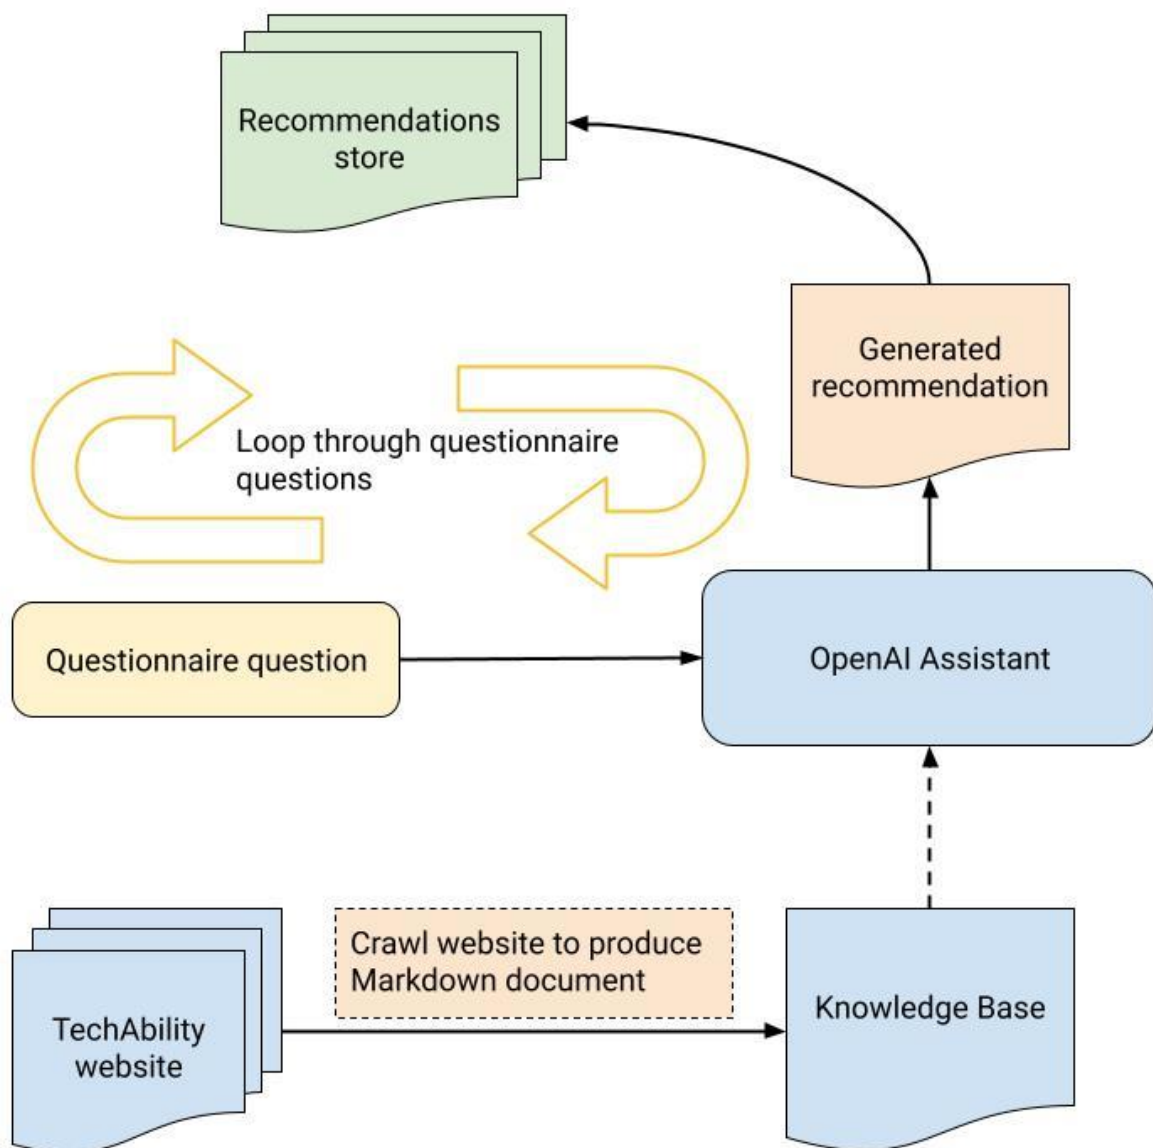 Recommendations
store
Generated
recommendation
Loop through questionnaire
questions
Questionnaire question
OpenAI Assistant
Crawl website to produce
Markdown document
Knowledge Base
TechAbility
website